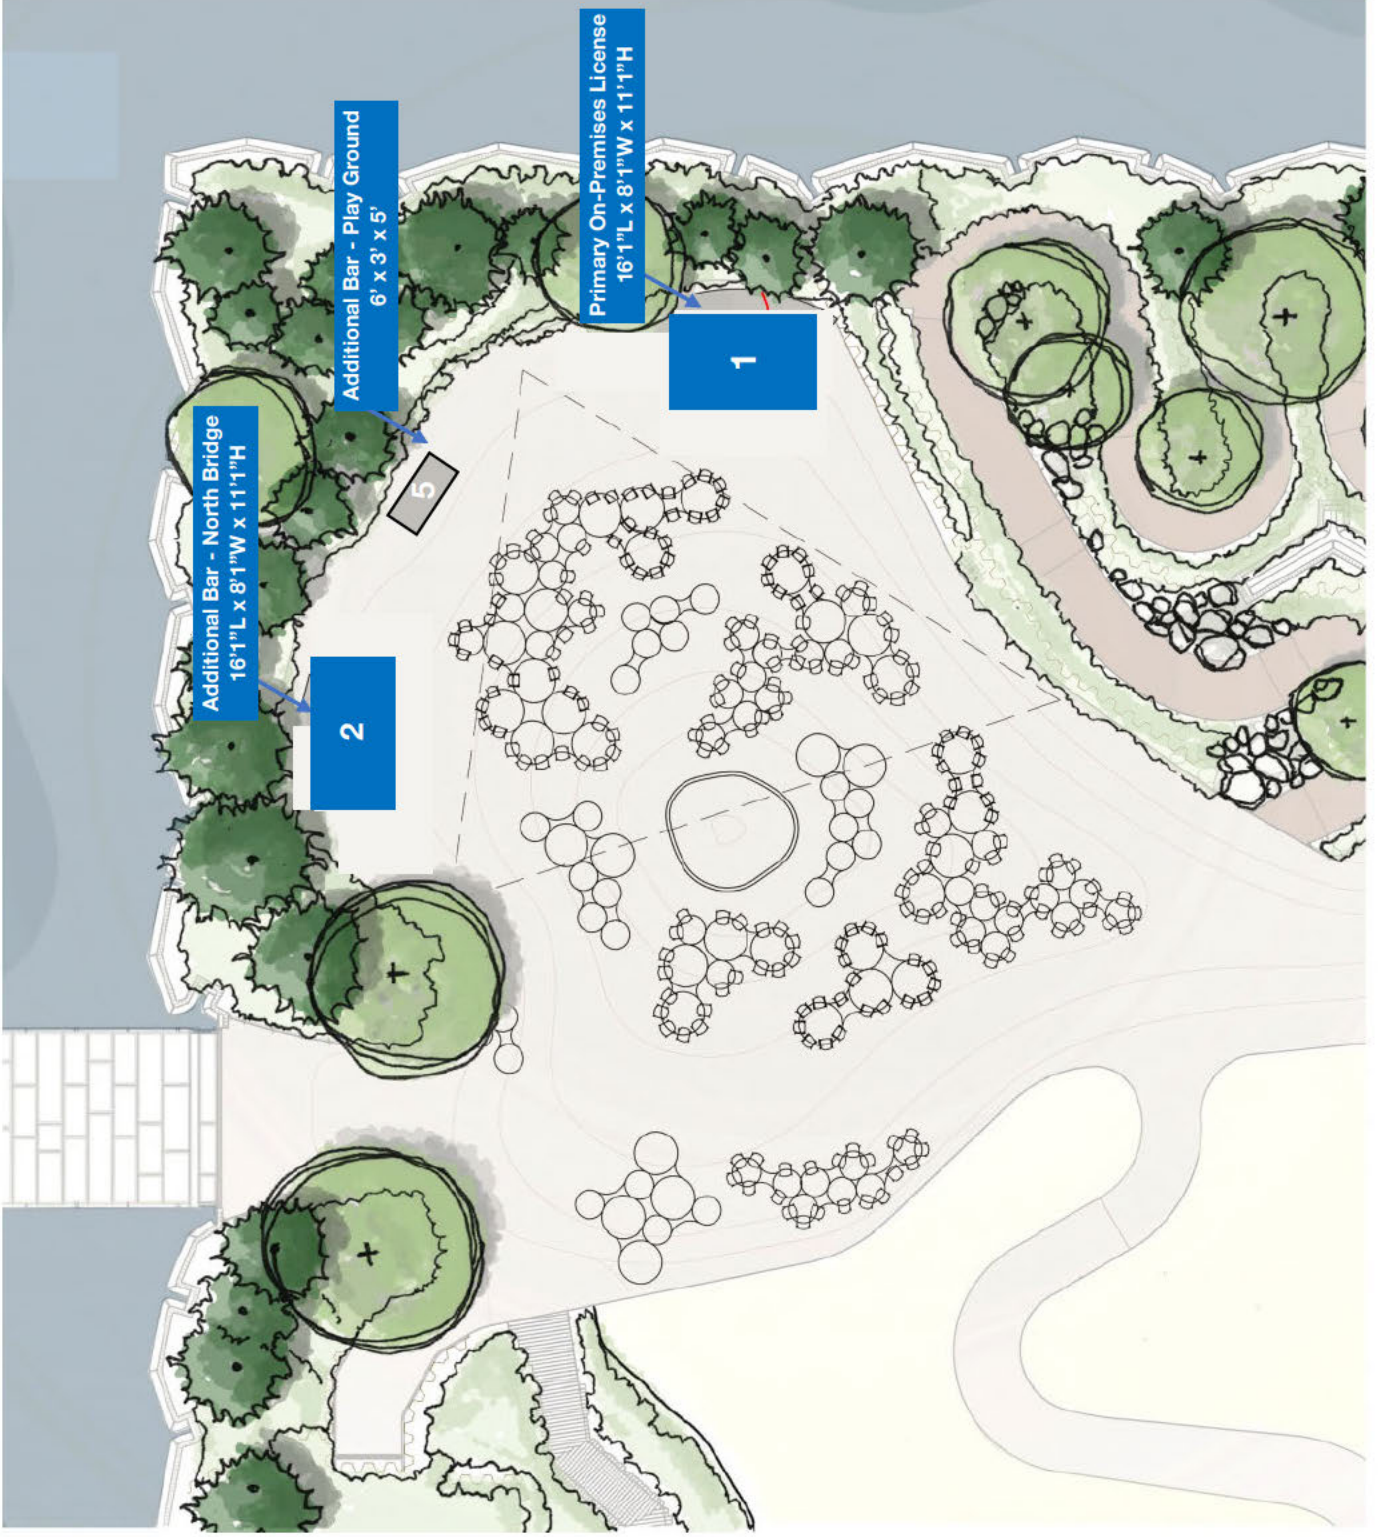 Additional Bar - North Bridge
16'1"L x 8'1"W x 11'1"H
2
Additional Bar - Play Ground
6' x 3' x 5'
5
Primary On-Premises License
16'1"L x 8'1"W x 11'1"H
1